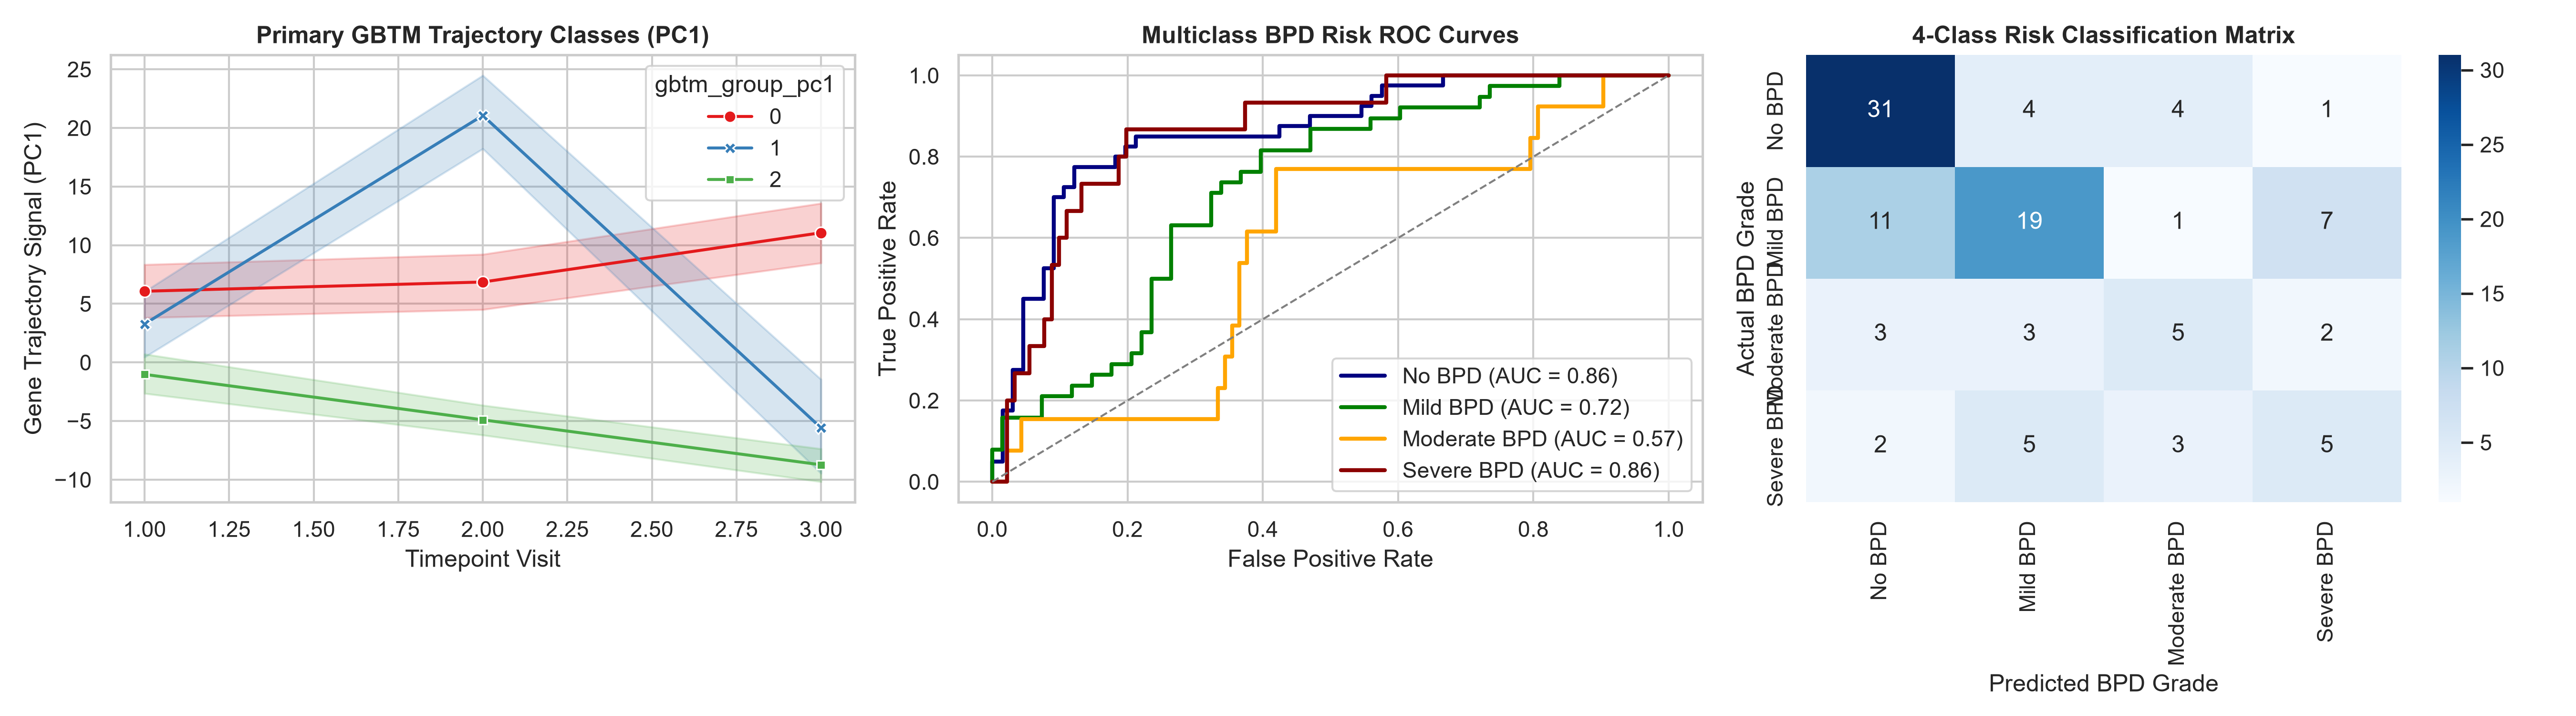 Primary GBTM Trajectory Classes (PC1)
Gene Trajectory Signal (PC1)
25
20
15
10
5
0
−5
−10
gbtm_group_pc1
0
1
2
1.00 1.25 1.50 1.75 2.00 2.25 2.50 2.75 3.00
Timepoint Visit
Multiclass BPD Risk ROC Curves
True Positive Rate
1.0
0.8
0.6
0.4
0.2
0.0
No BPD (AUC = 0.86)
Mild BPD (AUC = 0.72)
Moderate BPD (AUC = 0.57)
Severe BPD (AUC = 0.86)
0.0 0.2 0.4 0.6 0.8 1.0
False Positive Rate
4-Class Risk Classification Matrix
Actual BPD Grade
No BPD
Mild BPD
Moderate BPD
Severe BPD
31 4 4 1
11 19 1 7
3 3 5 2
2 5 3 5
No BPD
Mild BPD
Moderate BPD
Severe BPD
Predicted BPD Grade
30
25
20
15
10
5